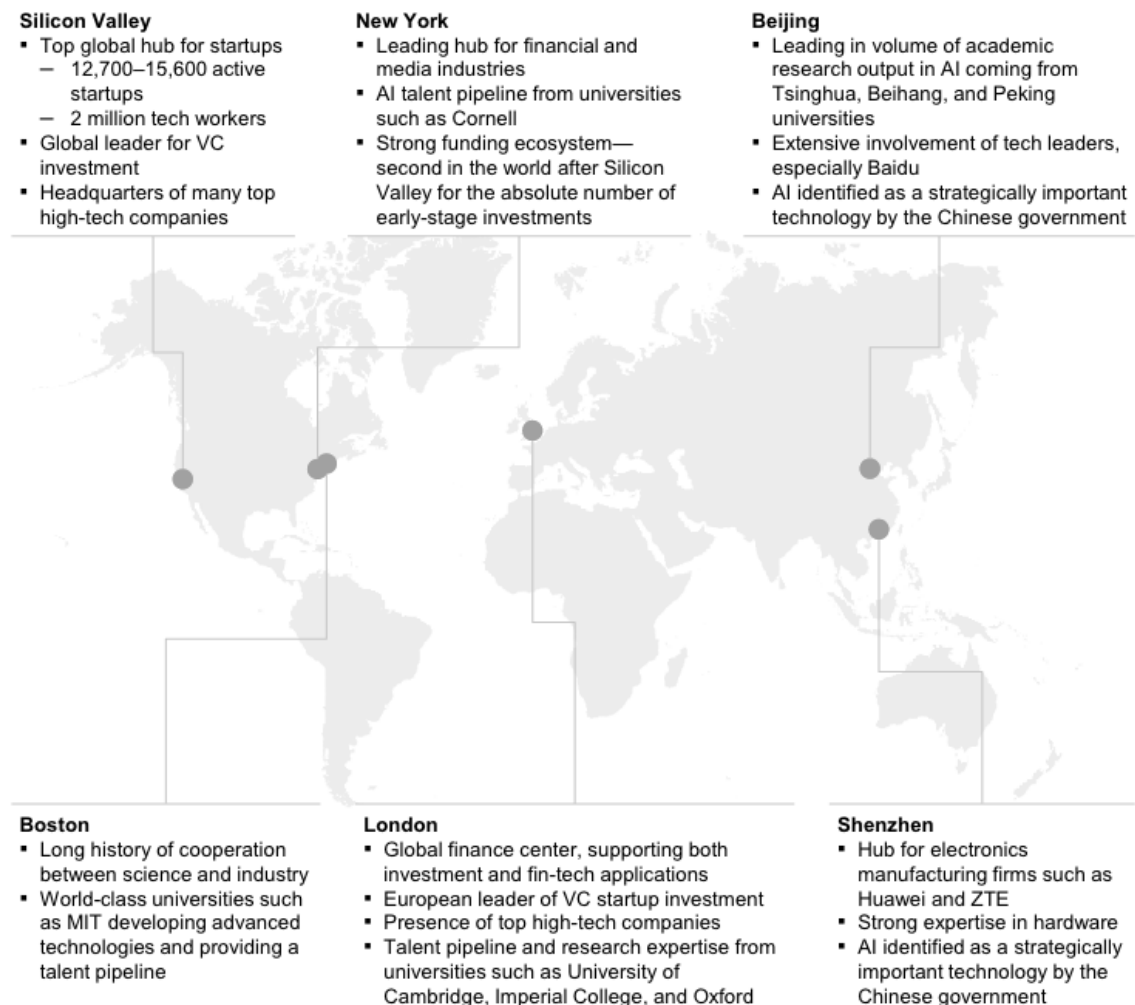 Silicon Valley
▪ Top global hub for startups
– 12,700–15,600 active
startups
– 2 million tech workers
▪ Global leader for VC
investment
▪ Headquarters of many top
high-tech companies
New York
▪ Leading hub for financial and
media industries
▪ AI talent pipeline from universities
such as Cornell
▪ Strong funding ecosystem—
second in the world after Silicon
Valley for the absolute number of
early-stage investments
Beijing
▪ Leading in volume of academic
research output in AI coming from
Tsinghua, Beihang, and Peking
universities
▪ Extensive involvement of tech leaders,
especially Baidu
▪ AI identified as a strategically important
technology by the Chinese government
Boston
▪ Long history of cooperation
between science and industry
▪ World-class universities such
as MIT developing advanced
technologies and providing a
talent pipeline
London
▪ Global finance center, supporting both
investment and fin-tech applications
▪ European leader of VC startup investment
▪ Presence of top high-tech companies
▪ Talent pipeline and research expertise from
universities such as University of
Cambridge, Imperial College, and Oxford
Shenzhen
▪ Hub for electronics
manufacturing firms such as
Huawei and ZTE
▪ Strong expertise in hardware
▪ AI identified as a strategically
important technology by the
Chinese government